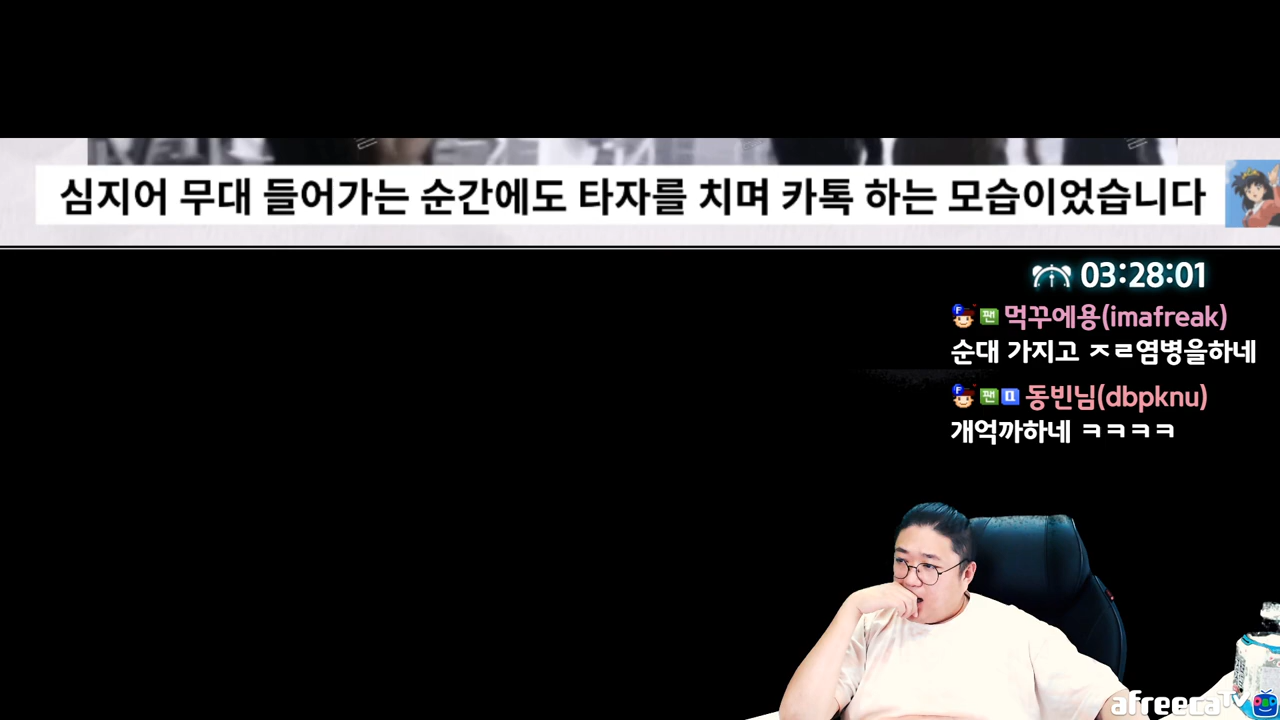 심지어 무대 들어가는 순간에도 타자를 치며 카톡 하는 모습이었습니다
03:28:01
F 팬 먹꾸에용(imafreak)
순대 가지고 ㅈㄹ염병을하네
F 팬 동빈님(dbpknu)
개억까하네 ㅋㅋㅋㅋ
afreecaTV